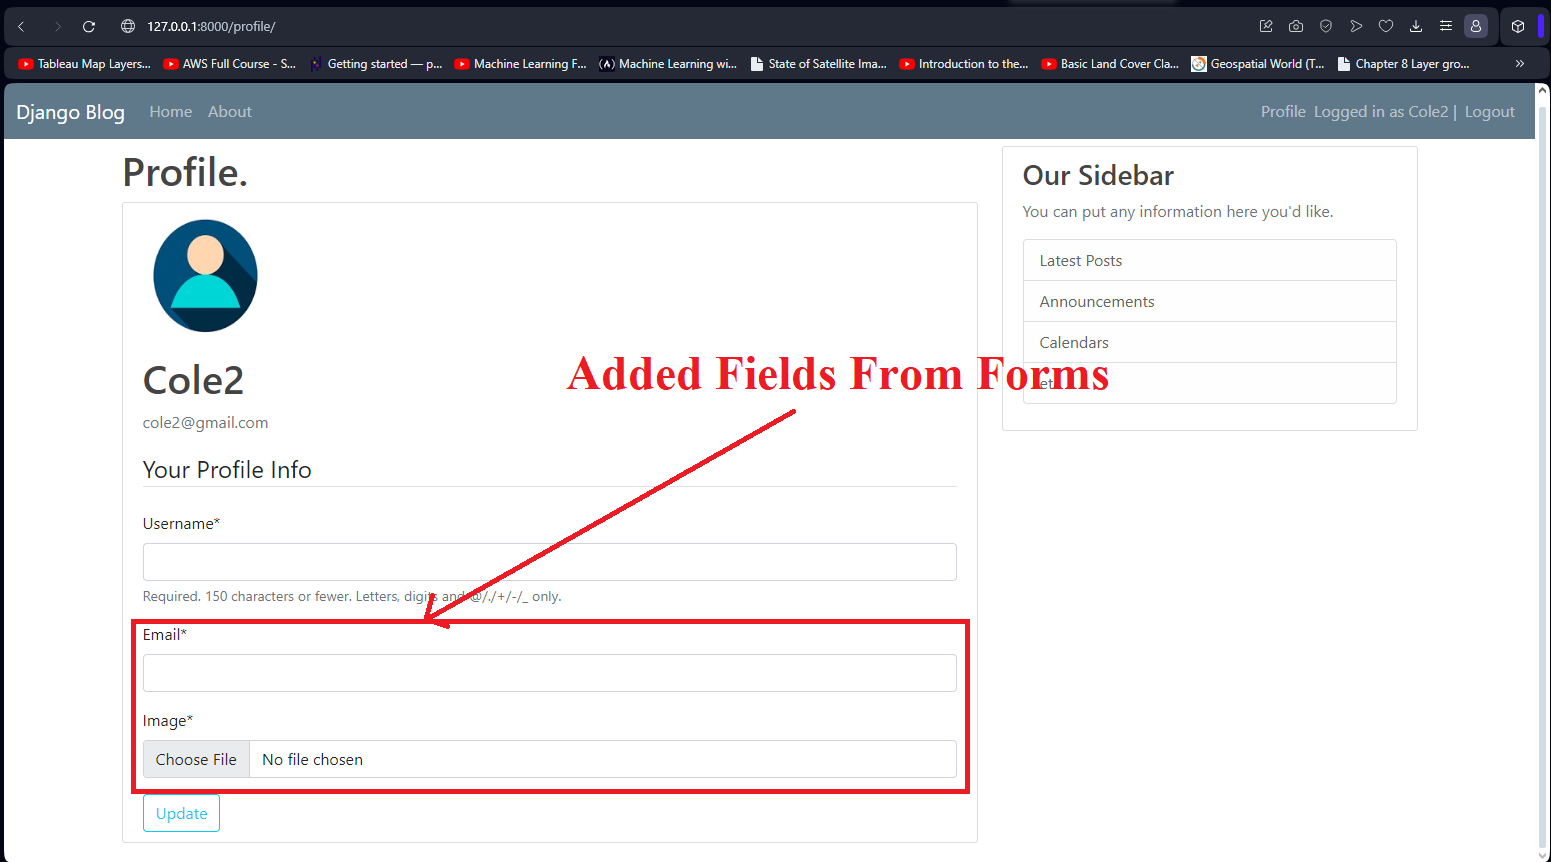 127.0.0.1:8000/profile/
Tableau Map Layers...
AWS Full Course - S...
Getting started — p...
Machine Learning F...
(A) Machine Learning wi...
State of Satellite Ima...
Introduction to the...
Basic Land Cover Cla...
Geospatial World (T...
Chapter 8 Layer gro...
Django Blog Home About Profile Logged in as Cole2 | Logout
Profile.
Cole2
cole2@gmail.com
Your Profile Info
Username*
Required. 150 characters or fewer. Letters, digits and @/./+/-/_ only.
Email*
Image*
Choose File No file chosen
Update
Added Fields From Forms
Our Sidebar
You can put any information here you'd like.
Latest Posts
Announcements
Calendars